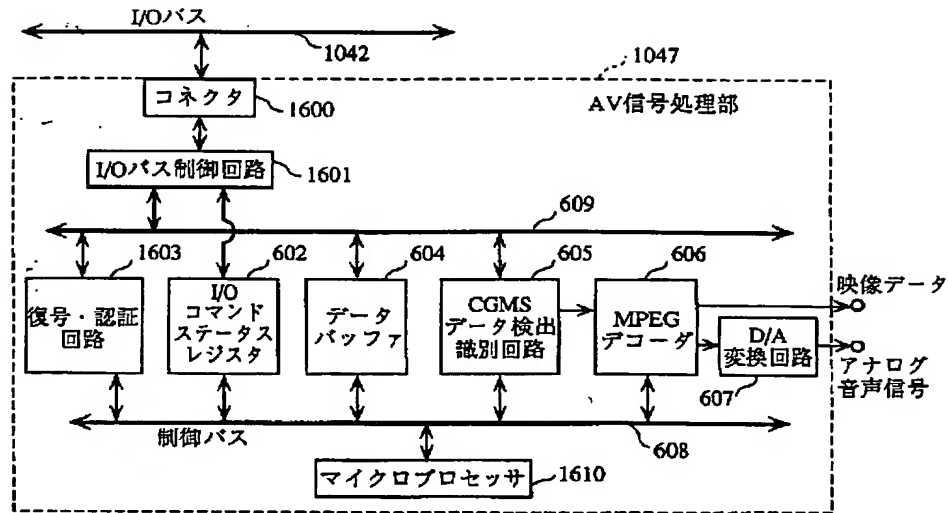 I/Oバス
1042
1047
AV信号処理部
コネクタ
1600
I/Oバス制御回路
1601
609
1603
602
604
605
606
復号・認証
回路
I/O
コマンド
ステータス
レジスタ
データ
バッファ
CGMS
データ検出
識別回路
MPEG
デコーダ
D/A
変換回路
607
映像データ
アナログ
音声信号
制御バス
608
マイクロプロセッサ
1610